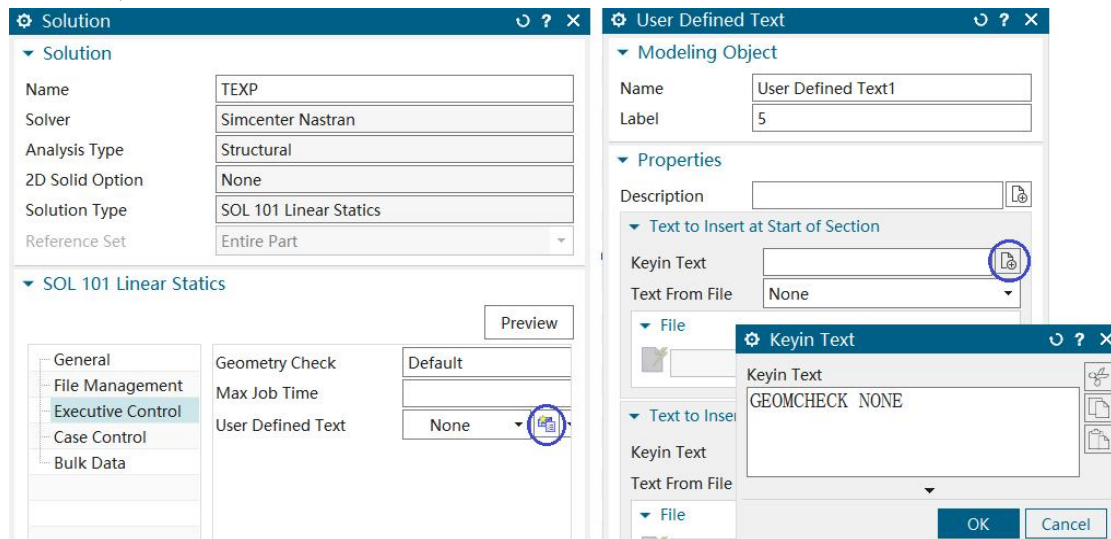 Solution
Solution
Name TEXP
Solver Simcenter Nastran
Analysis Type Structural
2D Solid Option None
Solution Type SOL 101 Linear Statics
Reference Set Entire Part
SOL 101 Linear Statics
Preview
General
File Management
Executive Control
Case Control
Bulk Data
Geometry Check Default
Max Job Time
User Defined Text None
User Defined Text
Modeling Object
Name User Defined Text1
Label 5
Properties
Description
Text to Insert at Start of Section
Keyin Text
Text From File None
File
Text to Inser
Keyin Text
Text From File
File
Keyin Text
Keyin Text
GEOMCHECK NONE
OK Cancel